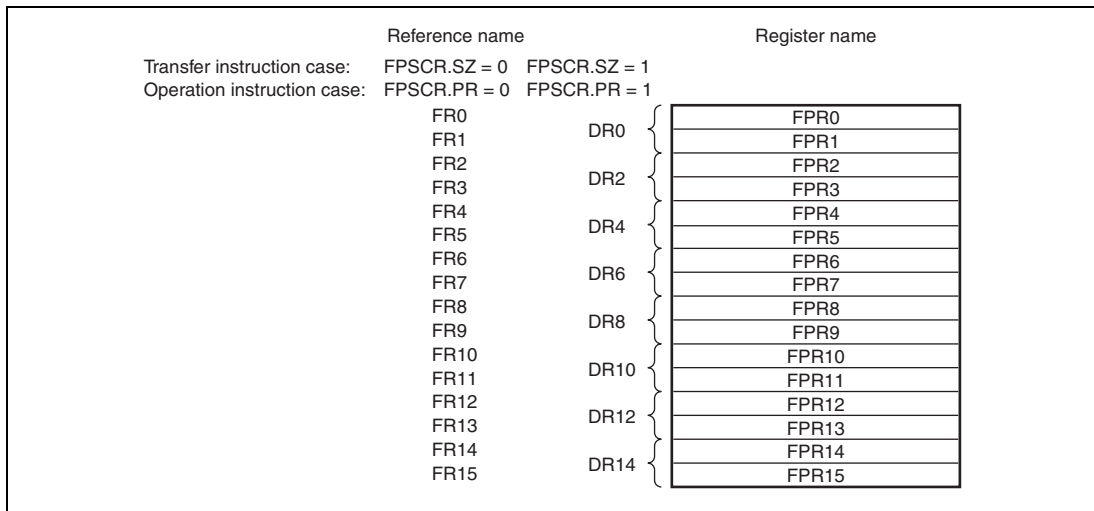 Reference name Register name
Transfer instruction case: FPSCR.SZ = 0 FPSCR.SZ = 1
Operation instruction case: FPSCR.PR = 0 FPSCR.PR = 1
FR0 FPR0
DR0
FR1 FPR1
FR2 FPR2
DR2
FR3 FPR3
FR4 FPR4
DR4
FR5 FPR5
FR6 FPR6
DR6
FR7 FPR7
FR8 FPR8
DR8
FR9 FPR9
FR10 FPR10
DR10
FR11 FPR11
FR12 FPR12
DR12
FR13 FPR13
FR14 FPR14
DR14
FR15 FPR15